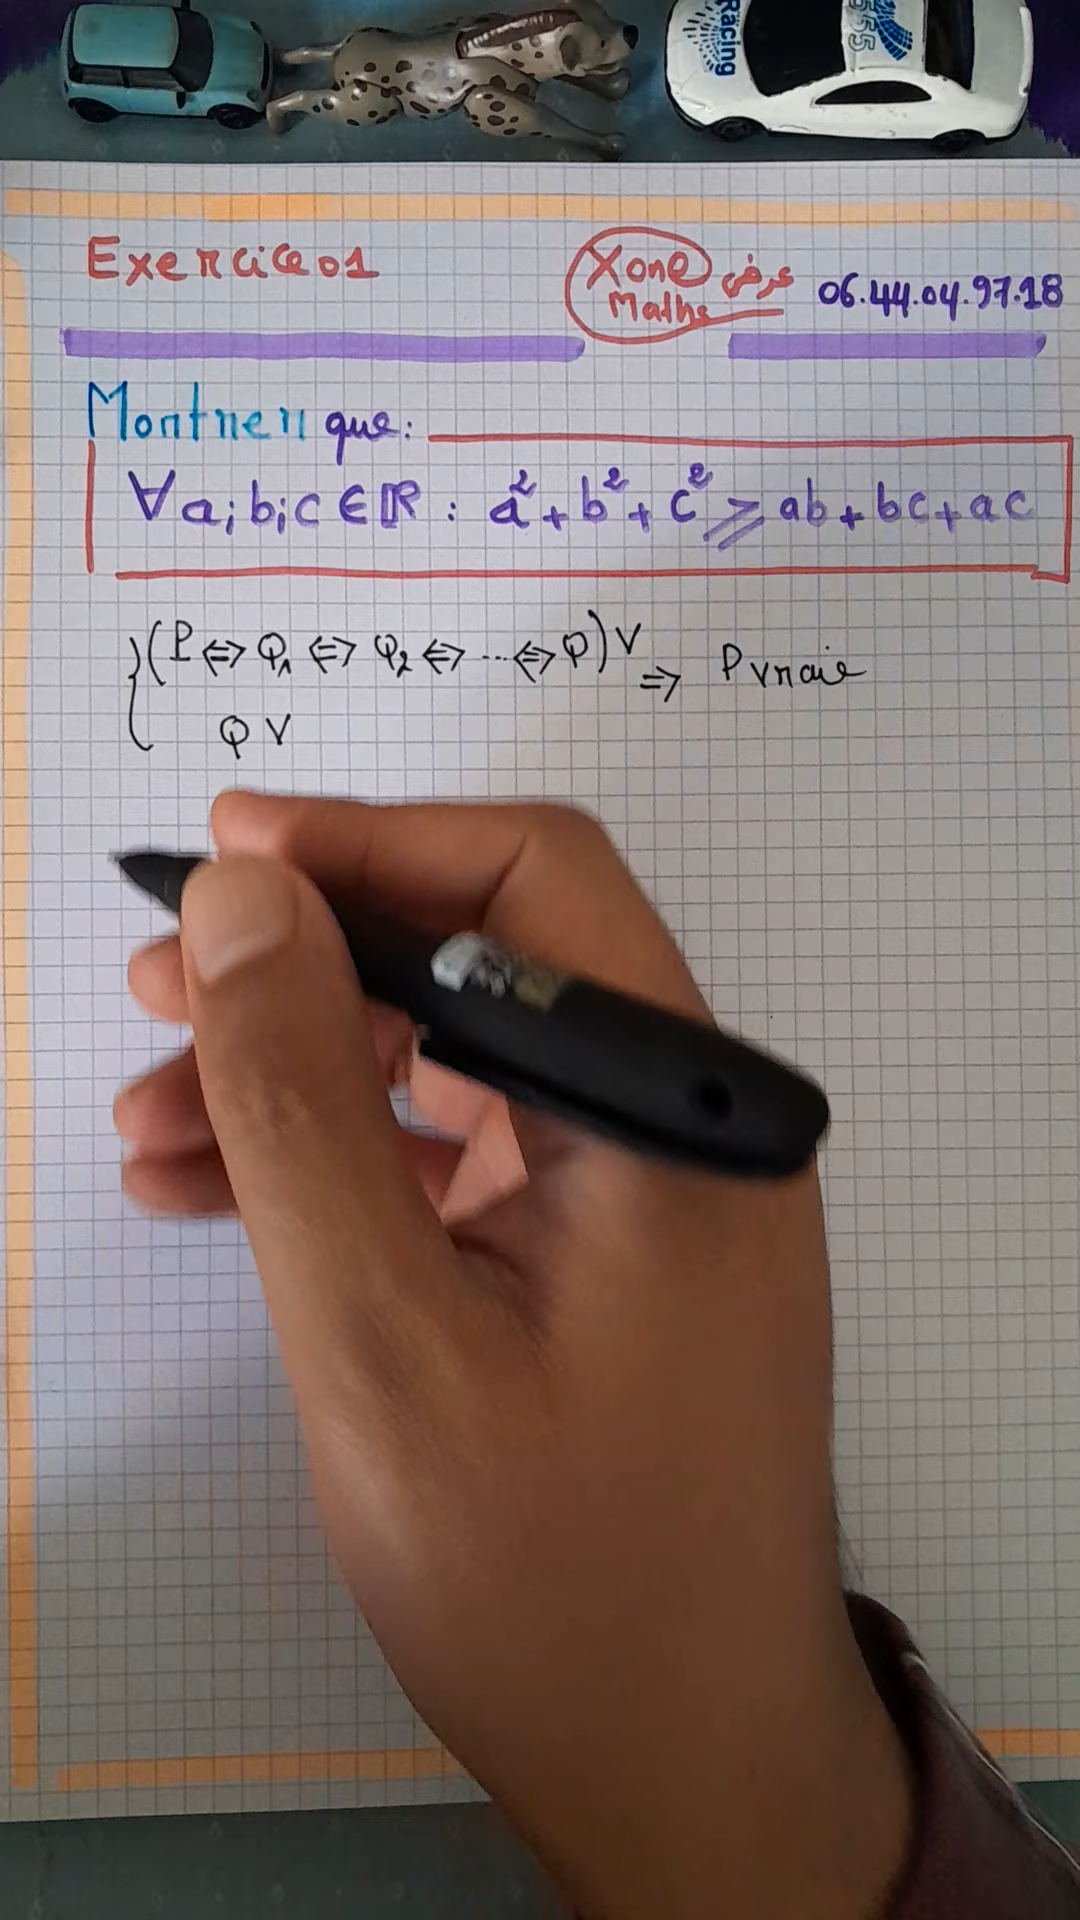 Racing
555
Exercice 01
Xone
Maths
عرض
06.44.04.97.18
Montrer que:
∀a;b;c ∈ ℝ : a² + b² + c² ≥ ab + bc + ac
{ (P ⇔ Q₁ ⇔ Q₂ ⇔ ... ⇔ Q) V ⇒ P vraie
Q V